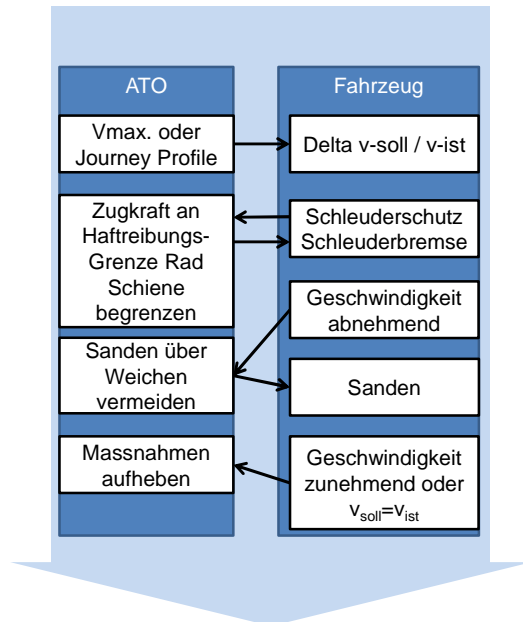 ATO
Vmax. oder
Journey Profile
Zugkraft an
Haftreibungs-
Grenze Rad
Schiene
begrenzen
Sanden über
Weichen
vermeiden
Massnahmen
aufheben
Fahrzeug
Delta v-soll / v-ist
Schleuderschutz
Schleuderbremse
Geschwindigkeit
abnehmend
Sanden
Geschwindigkeit
zunehmend oder
vsoll=vist